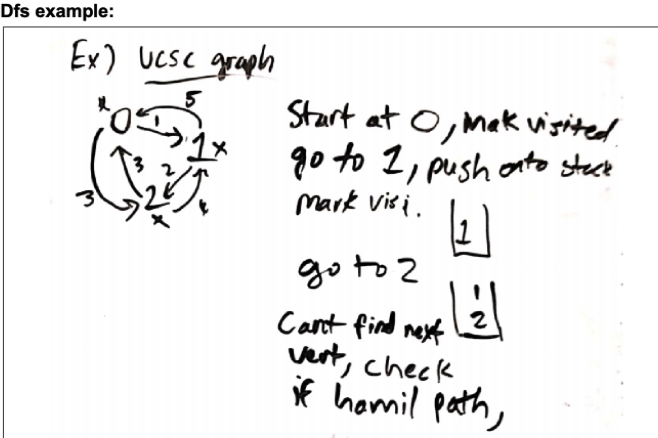 Dfs example:
Ex) UCSC graph
x 0 1 5
1 x
3 3 2
2 4
x
Start at 0, mak visited
go to 1, push onto stack
mark visi.
1
go to 2
1
2
Cant find next
vert, check
if hamil path,